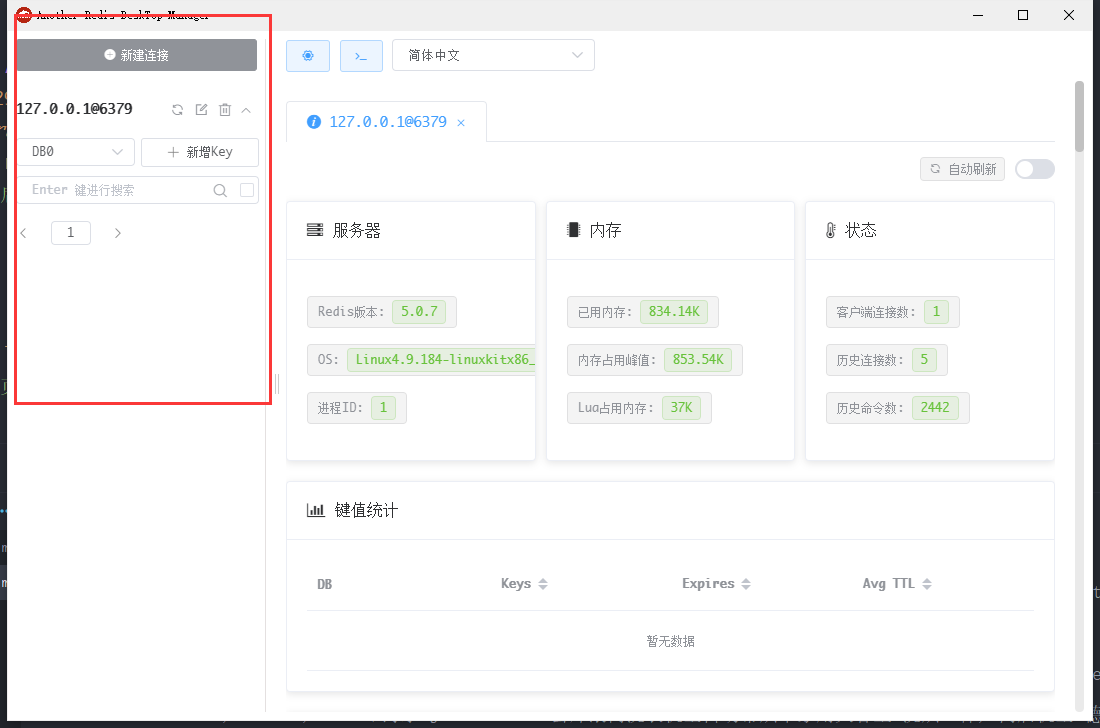 Another Redis DeskTop Manager
新建连接
简体中文
127.0.0.1@6379
DB0
新增Key
Enter 键进行搜索
1
127.0.0.1@6379
自动刷新
服务器
Redis版本: 5.0.7
OS: Linux4.9.184-linuxkitx86_
进程ID: 1
内存
已用内存: 834.14K
内存占用峰值: 853.54K
Lua占用内存: 37K
状态
客户端连接数: 1
历史连接数: 5
历史命令数: 2442
键值统计
DB Keys Expires Avg TTL
暂无数据